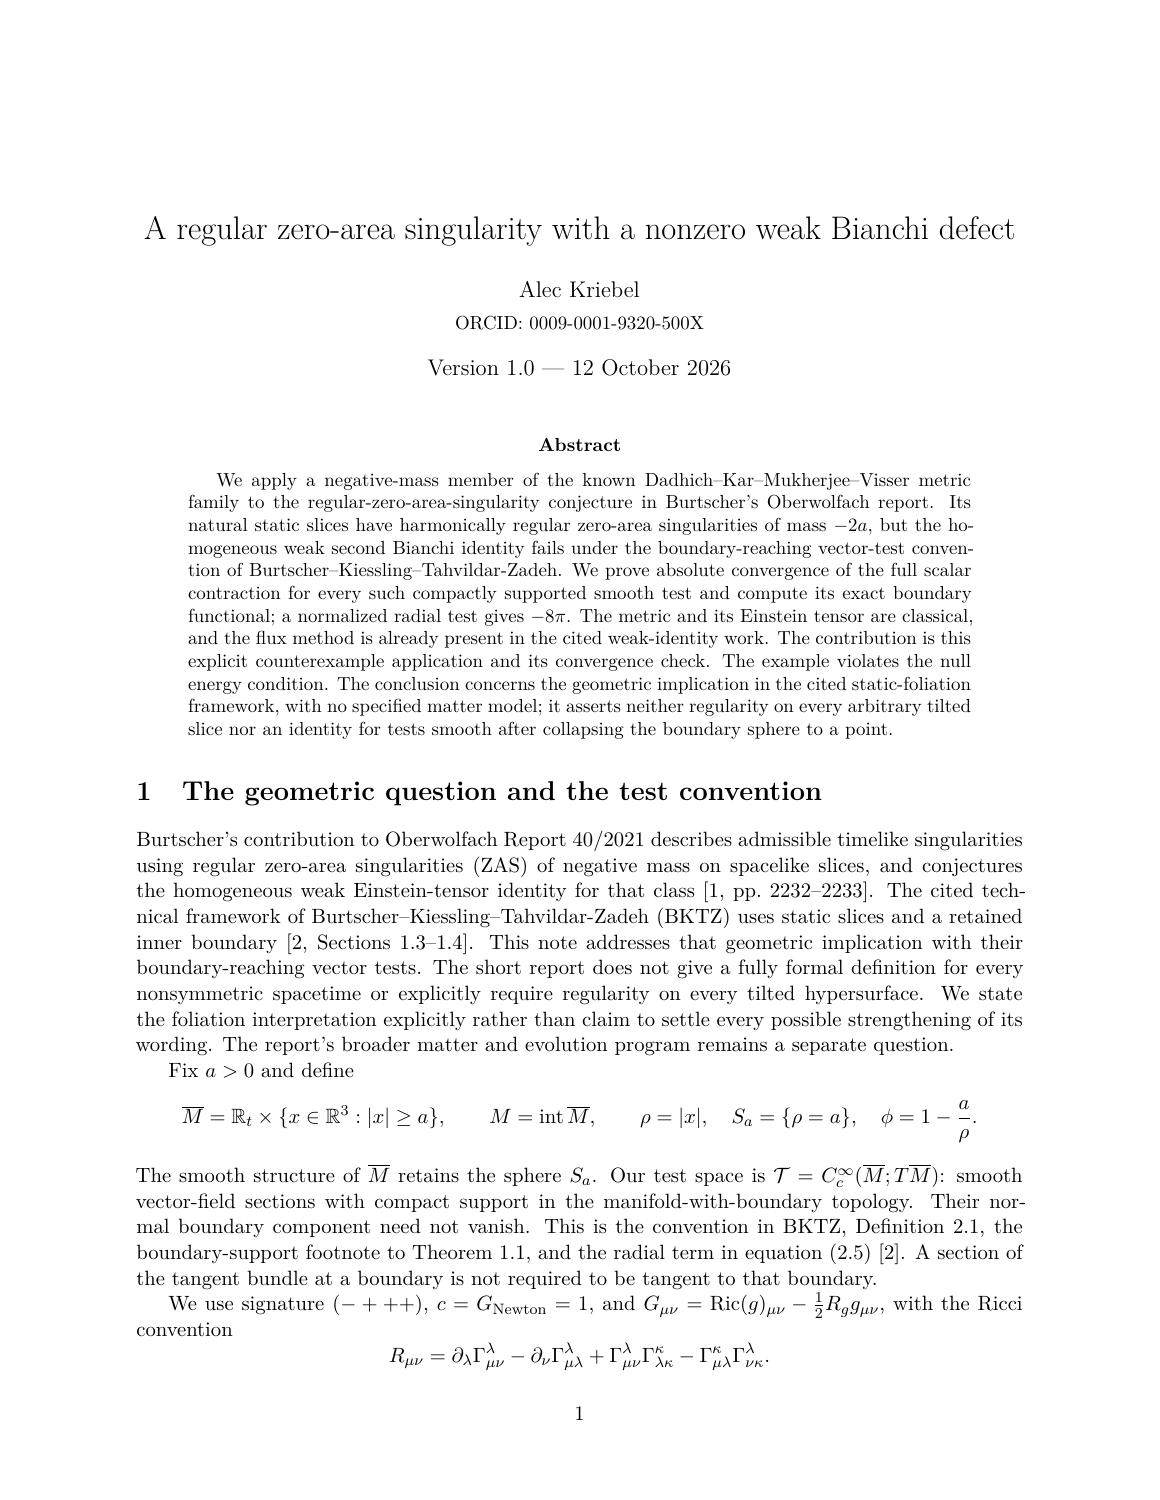 A regular zero-area singularity with a nonzero weak Bianchi defect
Alec Kriebel
ORCID: 0009-0001-9320-500X
Version 1.0 — 12 October 2026
Abstract
We apply a negative-mass member of the known Dadhich–Kar–Mukherjee–Visser metric
family to the regular-zero-area-singularity conjecture in Burtscher's Oberwolfach report. Its
natural static slices have harmonically regular zero-area singularities of mass −2a, but the ho-
mogeneous weak second Bianchi identity fails under the boundary-reaching vector-test conven-
tion of Burtscher–Kiessling–Tahvildar-Zadeh. We prove absolute convergence of the full scalar
contraction for every such compactly supported smooth test and compute its exact boundary
functional; a normalized radial test gives −8π. The metric and its Einstein tensor are classical,
and the flux method is already present in the cited weak-identity work. The contribution is this
explicit counterexample application and its convergence check. The example violates the null
energy condition. The conclusion concerns the geometric implication in the cited static-foliation
framework, with no specified matter model; it asserts neither regularity on every arbitrary tilted
slice nor an identity for tests smooth after collapsing the boundary sphere to a point.
1 The geometric question and the test convention
Burtscher's contribution to Oberwolfach Report 40/2021 describes admissible timelike singularities
using regular zero-area singularities (ZAS) of negative mass on spacelike slices, and conjectures
the homogeneous weak Einstein-tensor identity for that class [1, pp. 2232–2233]. The cited tech-
nical framework of Burtscher–Kiessling–Tahvildar-Zadeh (BKTZ) uses static slices and a retained
inner boundary [2, Sections 1.3–1.4]. This note addresses that geometric implication with their
boundary-reaching vector tests. The short report does not give a fully formal definition for every
nonsymmetric spacetime or explicitly require regularity on every tilted hypersurface. We state
the foliation interpretation explicitly rather than claim to settle every possible strengthening of its
wording. The report's broader matter and evolution program remains a separate question.
Fix a > 0 and define
M̅ = ℝₜ × {x ∈ ℝ³ : |x| ≥ a}, M = int M̅, ρ = |x|, Sₐ = {ρ = a}, ϕ = 1 − a/ρ.
The smooth structure of M̅ retains the sphere Sₐ. Our test space is 𝒯 = C_c^∞(M̅; TM̅): smooth
vector-field sections with compact support in the manifold-with-boundary topology. Their nor-
mal boundary component need not vanish. This is the convention in BKTZ, Definition 2.1, the
boundary-support footnote to Theorem 1.1, and the radial term in equation (2.5) [2]. A section of
the tangent bundle at a boundary is not required to be tangent to that boundary.
We use signature (− + ++), c = G_Newton = 1, and G_μν = Ric(g)_μν − ½R_g g_μν, with the Ricci
convention
R_μν = ∂_λΓ^λ_μν − ∂_νΓ^λ_μλ + Γ^λ_μνΓ^κ_λκ − Γ^κ_μλΓ^λ_νκ.
1